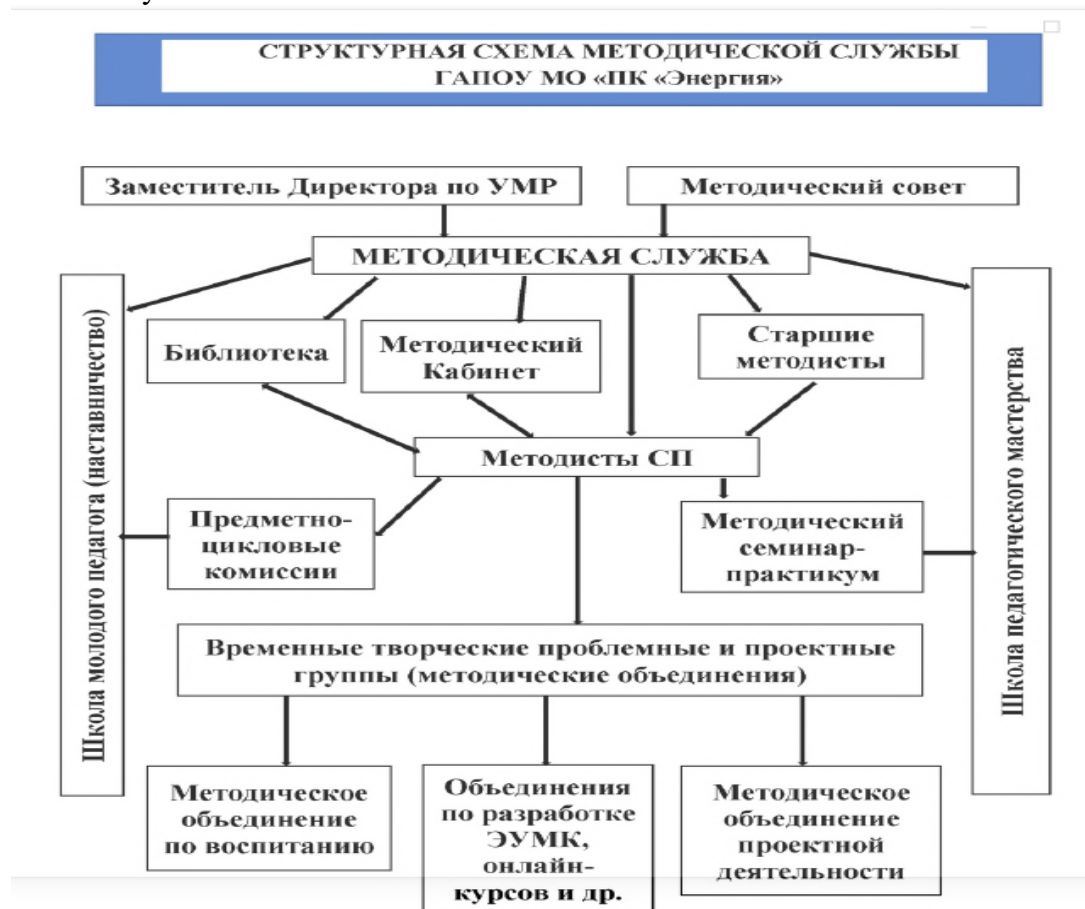 СТРУКТУРНАЯ СХЕМА МЕТОДИЧЕСКОЙ СЛУЖБЫ
ГАПОУ МО «ПК «Энергия»
Заместитель Директора по УМР
Методический совет
МЕТОДИЧЕСКАЯ СЛУЖБА
Школа молодого педагога (наставничество)
Библиотека
Методический
Кабинет
Старшие
методисты
Школа педагогического мастерства
Методисты СП
Предметно-
цикловые
комиссии
Методический
семинар-
практикум
Временные творческие проблемные и проектные
группы (методические объединения)
Методическое
объединение
по воспитанию
Объединения
по разработке
ЭУМК,
онлайн-
курсов и др.
Методическое
объединение
проектной
деятельности